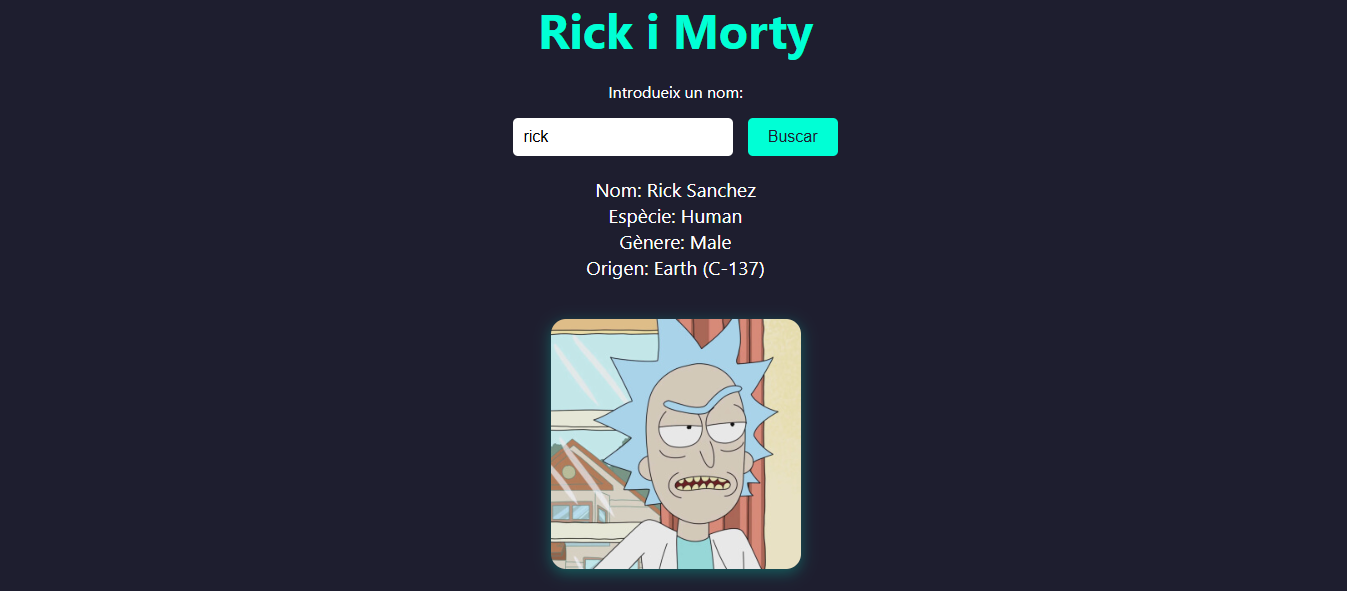 Rick i Morty
Introdueix un nom:
rick
Buscar
Nom: Rick Sanchez
Espècie: Human
Gènere: Male
Origen: Earth (C-137)